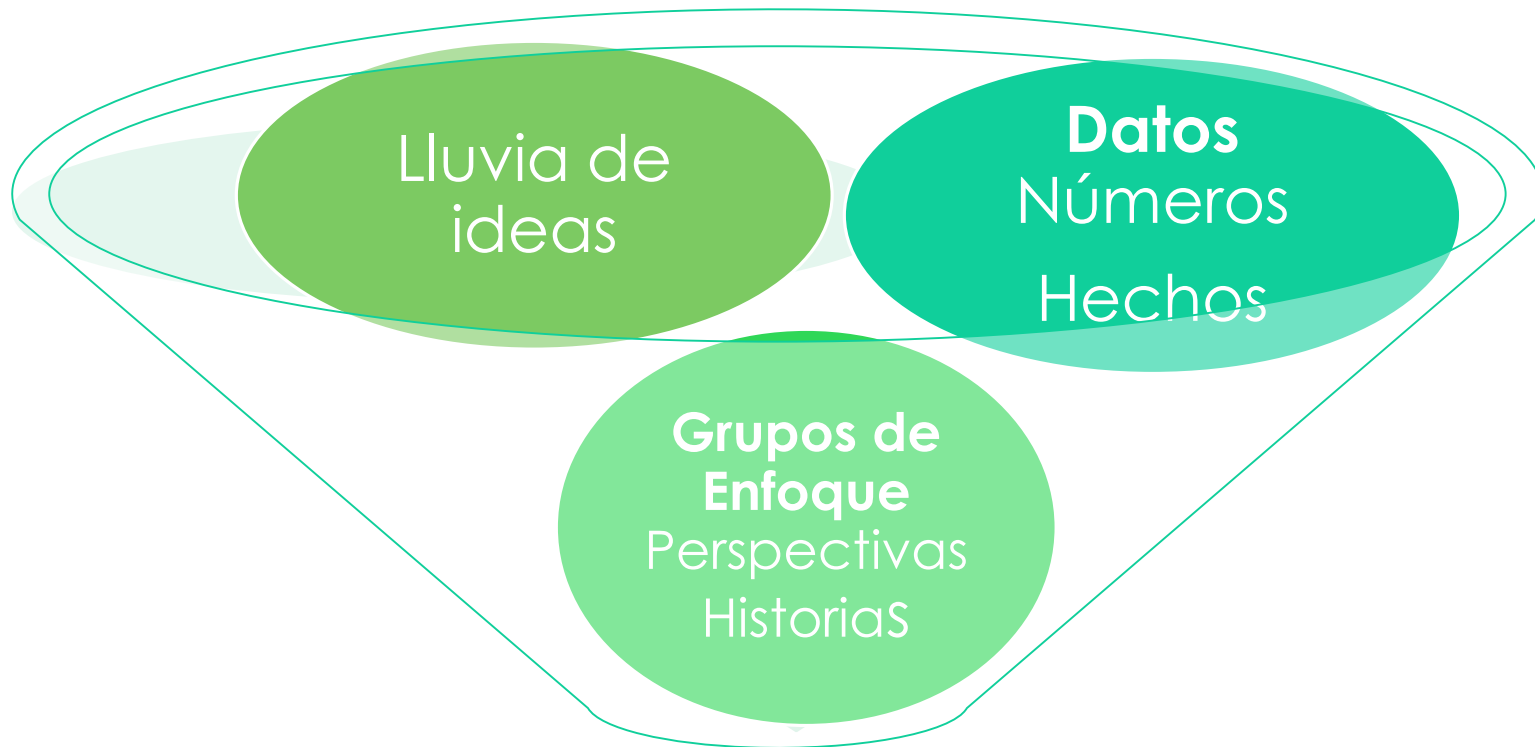 Lluvia de
ideas
Datos
Números
Hechos
Grupos de
Enfoque
Perspectivas
HistoriaS